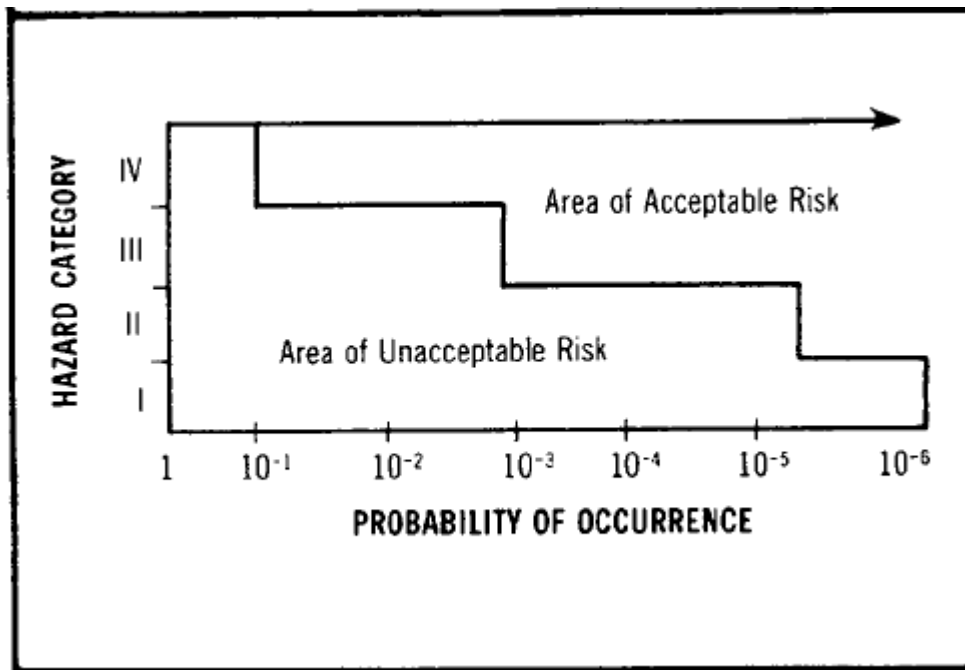 HAZARD CATEGORY
IV
III
II
I
Area of Acceptable Risk
Area of Unacceptable Risk
1 10⁻¹ 10⁻² 10⁻³ 10⁻⁴ 10⁻⁵ 10⁻⁶
PROBABILITY OF OCCURRENCE